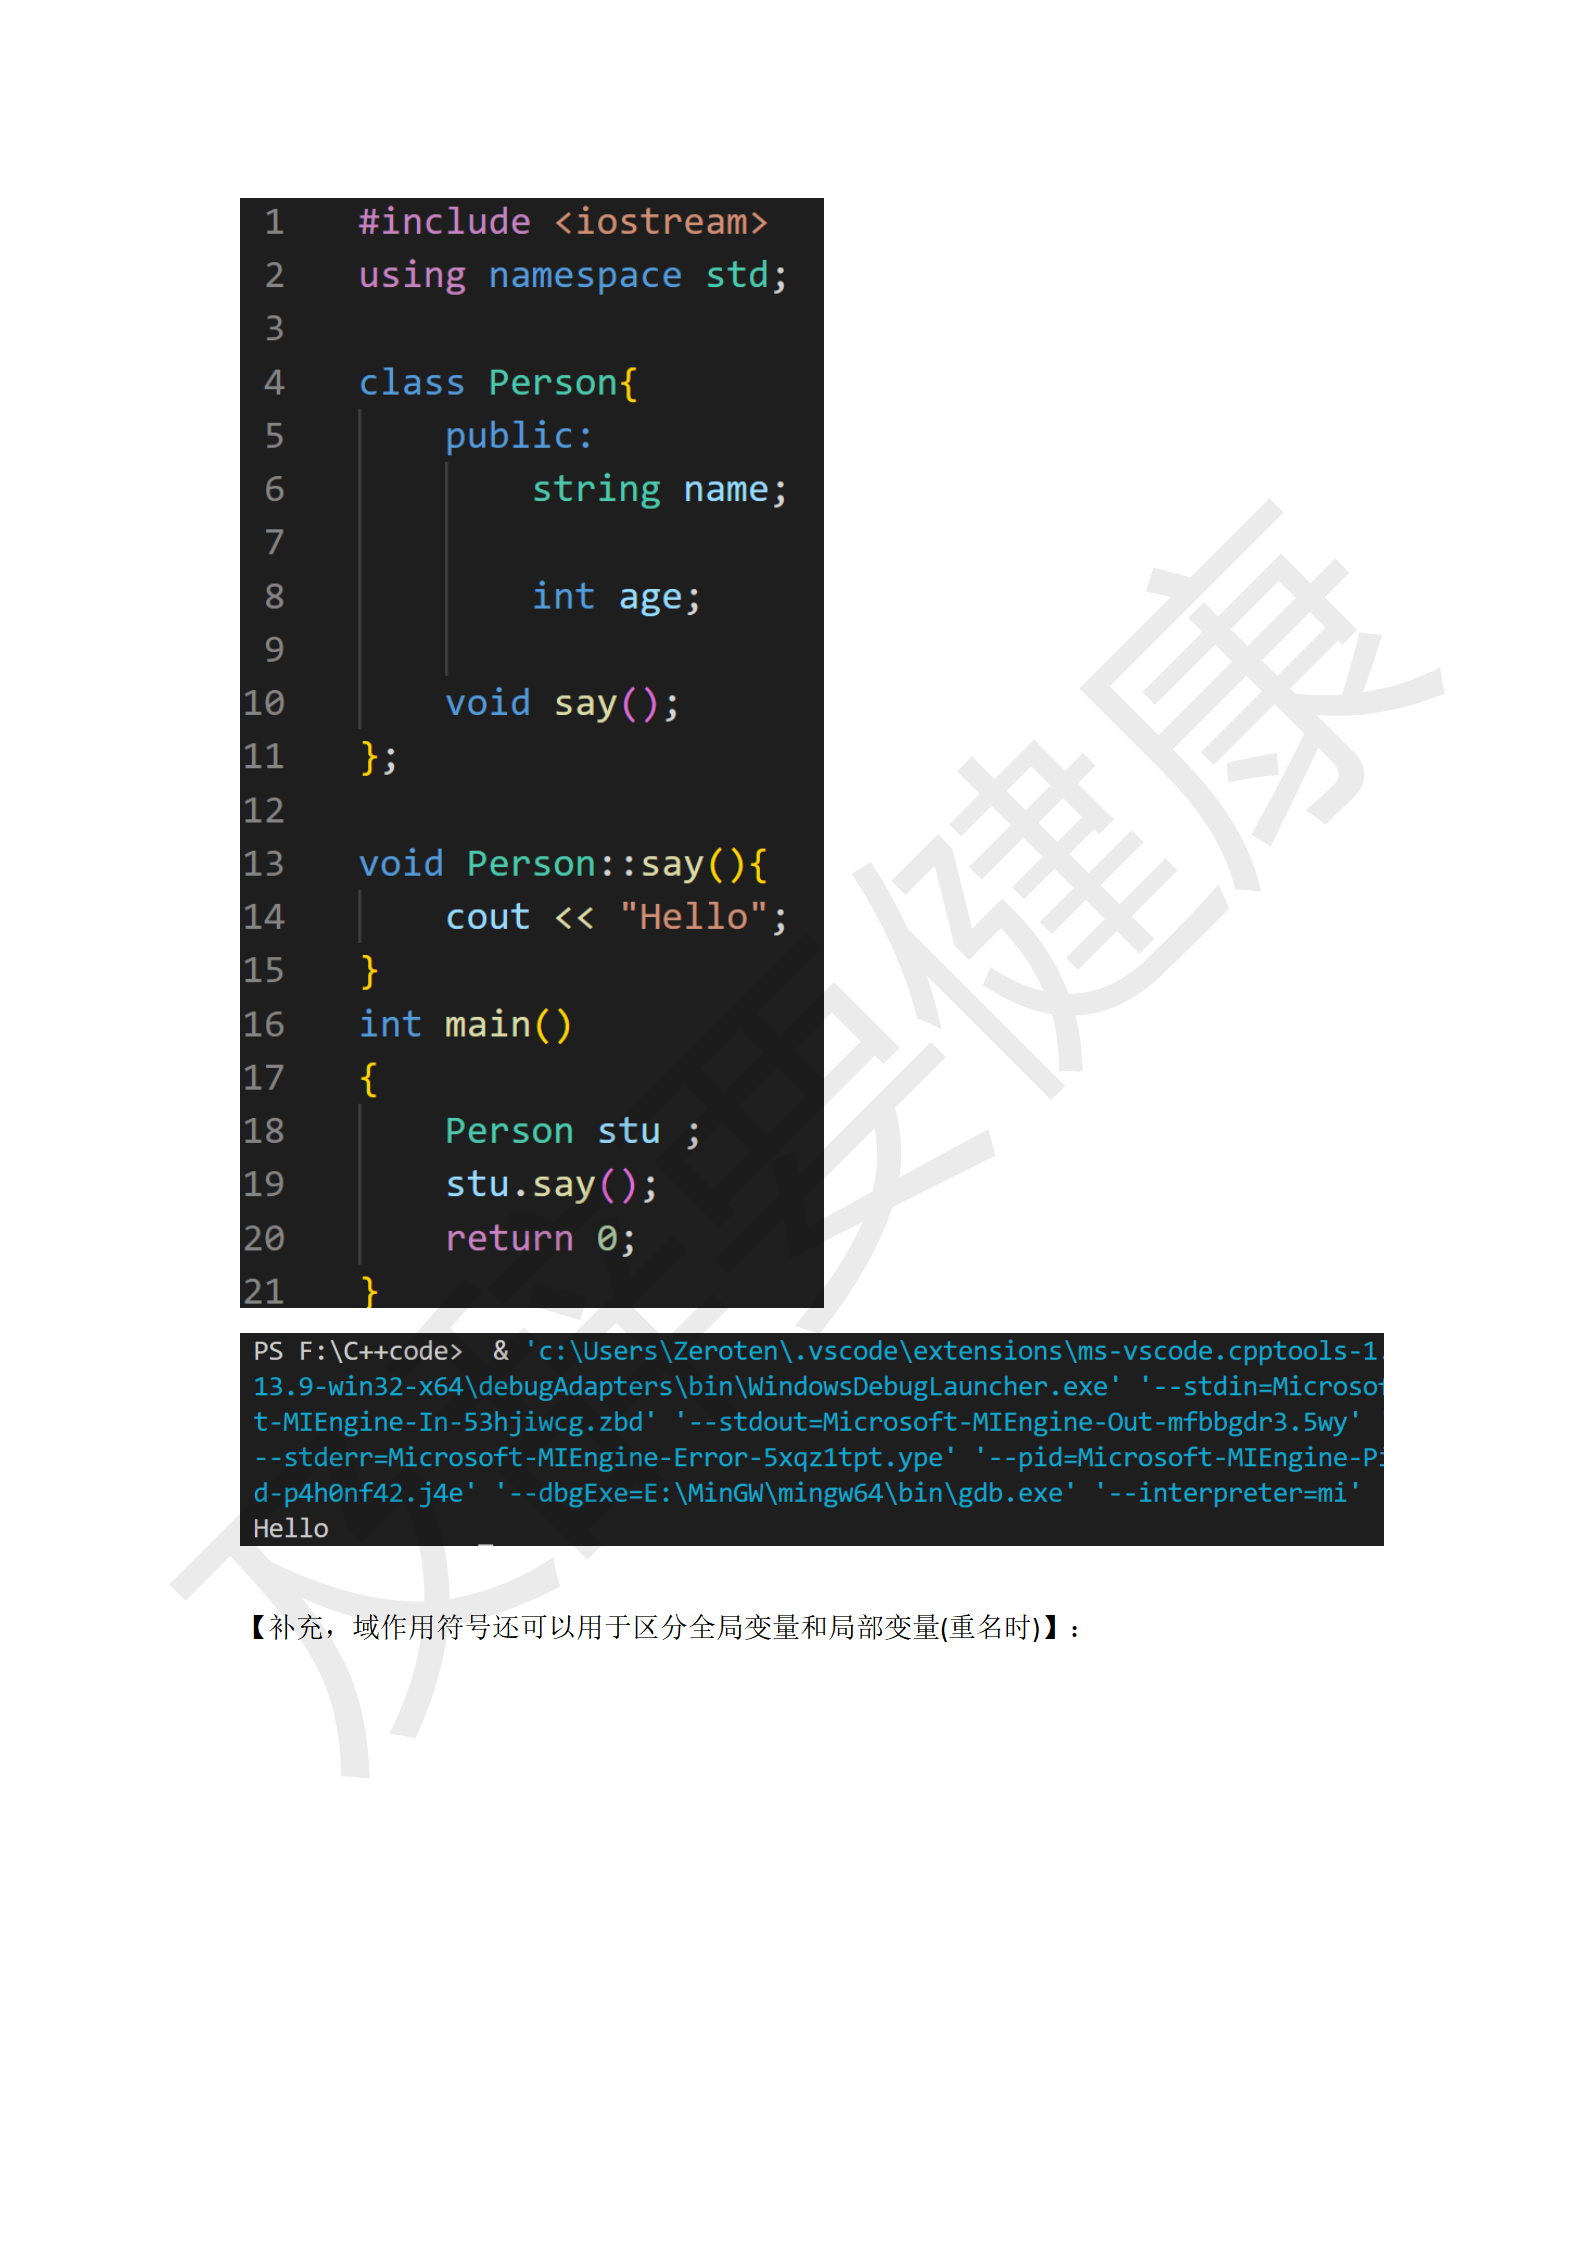 1 #include <iostream>
2 using namespace std;
3
4 class Person{
5 public:
6 string name;
7
8 int age;
9
10 void say();
11 };
12
13 void Person::say(){
14 cout << "Hello";
15 }
16 int main()
17 {
18 Person stu ;
19 stu.say();
20 return 0;
21 }
PS F:\C++code>  & 'c:\Users\Zeroten\.vscode\extensions\ms-vscode.cpptools-1.
13.9-win32-x64\debugAdapters\bin\WindowsDebugLauncher.exe' '--stdin=Microsof
t-MIEngine-In-53hjiwcg.zbd' '--stdout=Microsoft-MIEngine-Out-mfbbgdr3.5wy'
--stderr=Microsoft-MIEngine-Error-5xqz1tpt.ype' '--pid=Microsoft-MIEngine-Pi
d-p4h0nf42.j4e' '--dbgExe=E:\MinGW\mingw64\bin\gdb.exe' '--interpreter=mi'
Hello
【补充，域作用符号还可以用于区分全局变量和局部变量(重名时)】：
要健康